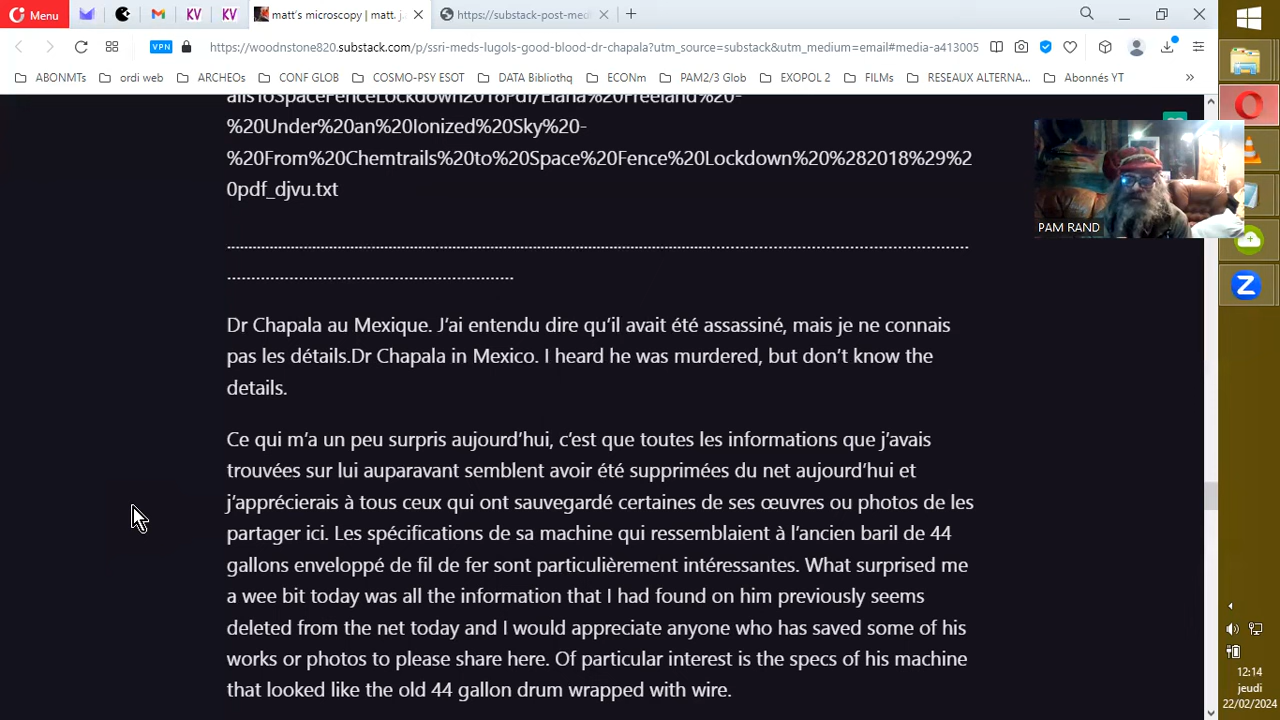 Menu
KV
KV
matt's microscopy | matt. j
https://substack-post-med
VPN
https://woodnstone820.substack.com/p/ssri-meds-lugols-good-blood-dr-chapala?utm_source=substack&utm_medium=email#media-a413005
ABONMTs
ordi web
ARCHEOs
CONF GLOB
COSMO-PSY ESOT
DATA Bibliothq
ECONm
PAM2/3 Glob
EXOPOL 2
FILMs
RESEAUX/ALTERNA...
Abonnés YT
»
ailsToSpaceFenceLockdown2018Pdf/Elana%20Freeland%20-
%20Under%20an%20Ionized%20Sky%20-
%20From%20Chemtrails%20to%20Space%20Fence%20Lockdown%20%282018%29%2
0pdf_djvu.txt
PAM RAND
Dr Chapala au Mexique. J'ai entendu dire qu'il avait été assassiné, mais je ne connais
pas les détails.Dr Chapala in Mexico. I heard he was murdered, but don't know the
details.
Ce qui m'a un peu surpris aujourd'hui, c'est que toutes les informations que j'avais
trouvées sur lui auparavant semblent avoir été supprimées du net aujourd'hui et
j'apprécierais à tous ceux qui ont sauvegardé certaines de ses œuvres ou photos de les
partager ici. Les spécifications de sa machine qui ressemblaient à l'ancien baril de 44
gallons enveloppé de fil de fer sont particulièrement intéressantes. What surprised me
a wee bit today was all the information that I had found on him previously seems
deleted from the net today and I would appreciate anyone who has saved some of his
works or photos to please share here. Of particular interest is the specs of his machine
that looked like the old 44 gallon drum wrapped with wire.
Z
12:14
jeudi
22/02/2024